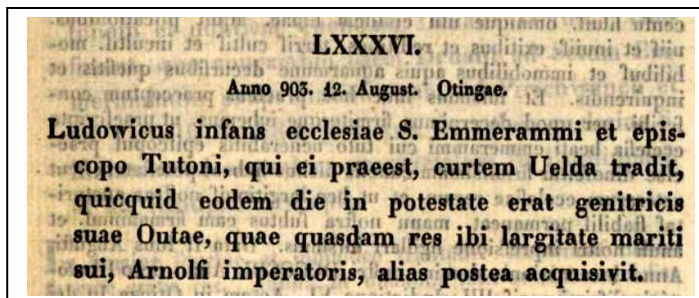 LXXXVI.
Anno 903. 12. August. Otingae.
Ludowicus infans ecclesiae S. Emmerammi et epis-
copo Tutoni, qui ei praeest, curtem Uelda tradit,
quicquid eodem die in potestate erat genitricis
suae Outae, quae quasdam res ibi largitate mariti
sui, Arnolfi imperatoris, alias postea acquisivit.